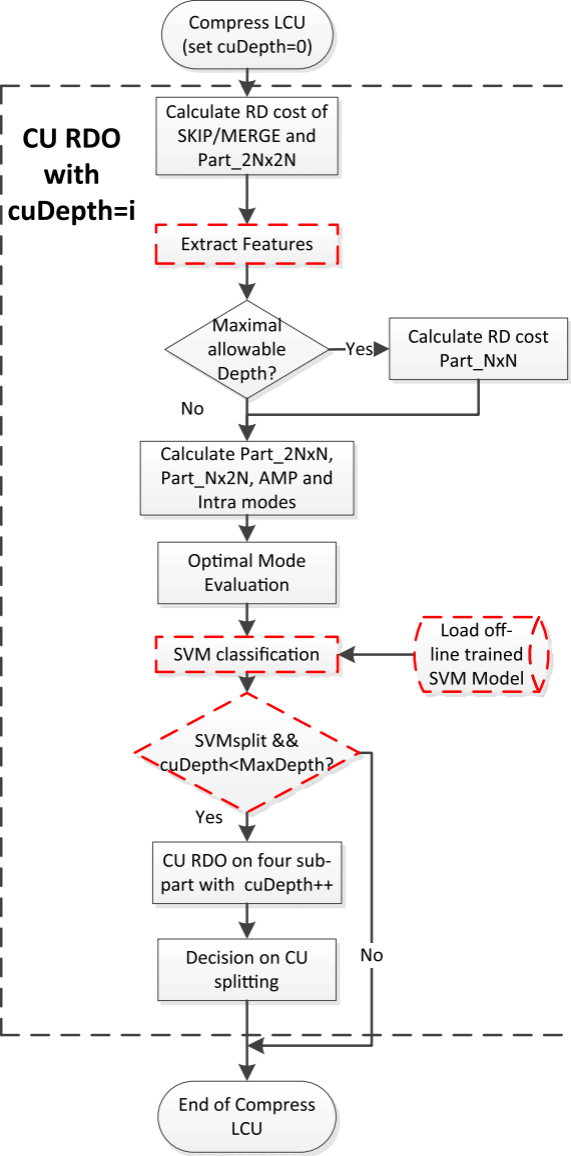 Compress LCU
(set cuDepth=0)
CU RDO
with
cuDepth=i
Calculate RD cost of
SKIP/MERGE and
Part_2Nx2N
Extract Features
Maximal
allowable
Depth?
Yes
Calculate RD cost
Part_NxN
No
Calculate Part_2NxN,
Part_Nx2N, AMP and
Intra modes
Optimal Mode
Evaluation
SVM classification
Load off-
line trained
SVM Model
SVMsplit &&
cuDepth<MaxDepth?
Yes
CU RDO on four sub-
part with cuDepth++
No
Decision on CU
splitting
End of Compress
LCU